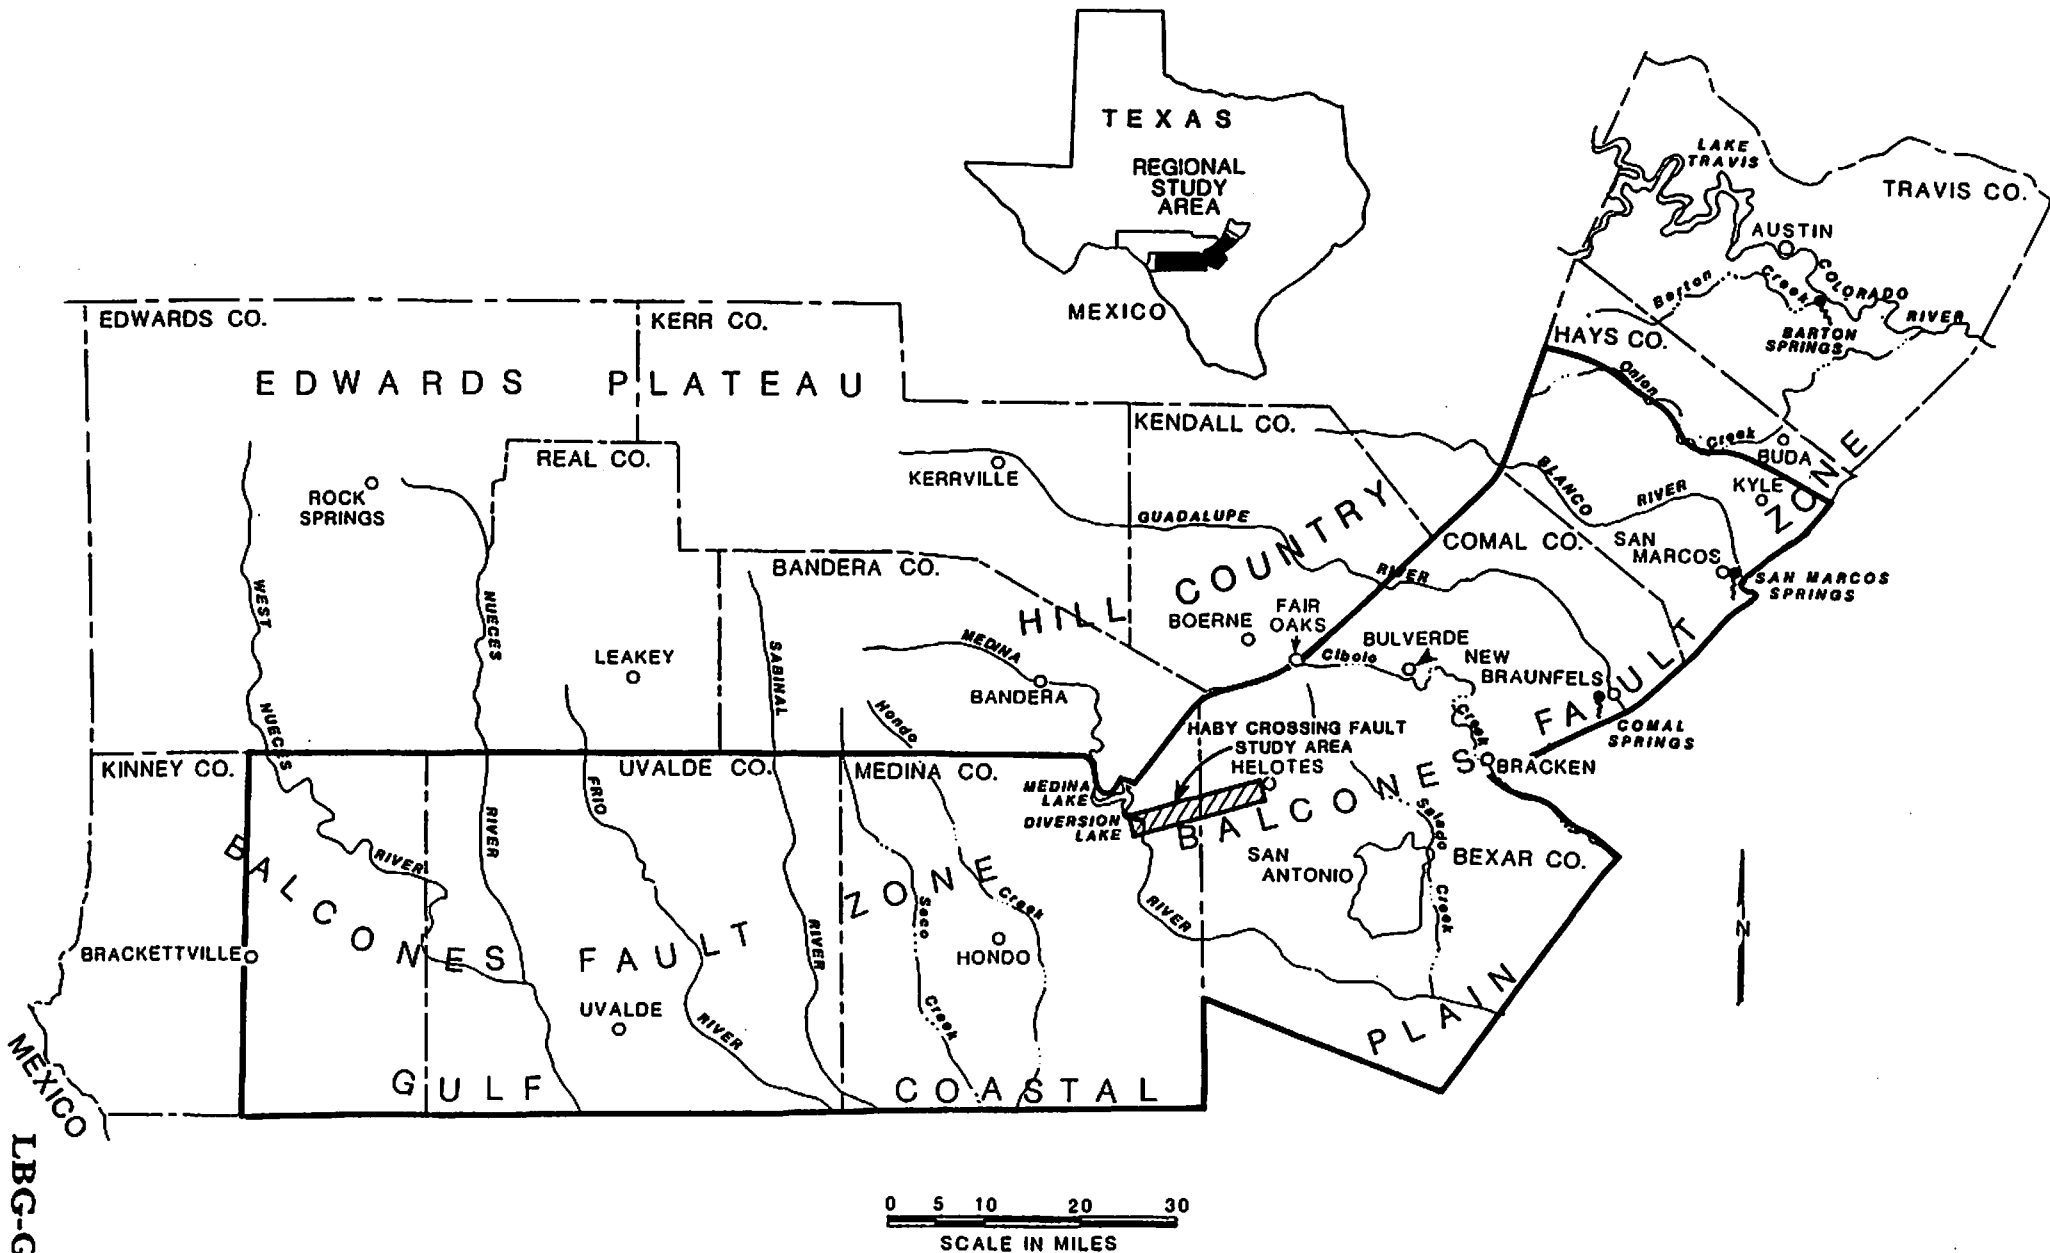 TEXAS
REGIONAL
STUDY
AREA
MEXICO
LAKE
TRAVIS
TRAVIS CO.
AUSTIN
COLORADO
RIVER
Barton
Creek
BARTON
SPRINGS
HAYS CO.
Onion
Creek
BUDA
KYLE
EDWARDS CO.
KERR CO.
EDWARDS PLATEAU
KENDALL CO.
REAL CO.
ROCK
SPRINGS
KERRVILLE
GUADALUPE
RIVER
BLANCO
RIVER
COMAL CO.
SAN
MARCOS
SAN MARCOS
SPRINGS
BANDERA CO.
HILL COUNTRY
BOERNE
FAIR
OAKS
Cibolo
Creek
BULVERDE
NEW
BRAUNFELS
COMAL
SPRINGS
WEST
NUECES
RIVER
NUECES
RIVER
LEAKEY
SABINAL
RIVER
MEDINA
BANDERA
Hondo
Creek
HABY CROSSING FAULT
STUDY AREA
HELOTES
BRACKEN
KINNEY CO.
UVALDE CO.
MEDINA CO.
MEDINA
LAKE
DIVERSION
LAKE
FRIO
RIVER
BALCONES FAULT ZONE
BALCONES FAULT ZONE
SAN
ANTONIO
Salado
Creek
BEXAR CO.
Seco
Creek
HONDO
RIVER
BRACKETTVILLE
UVALDE
GULF COASTAL PLAIN
MEXICO
N
LBG-G
0 5 10 20 30
SCALE IN MILES